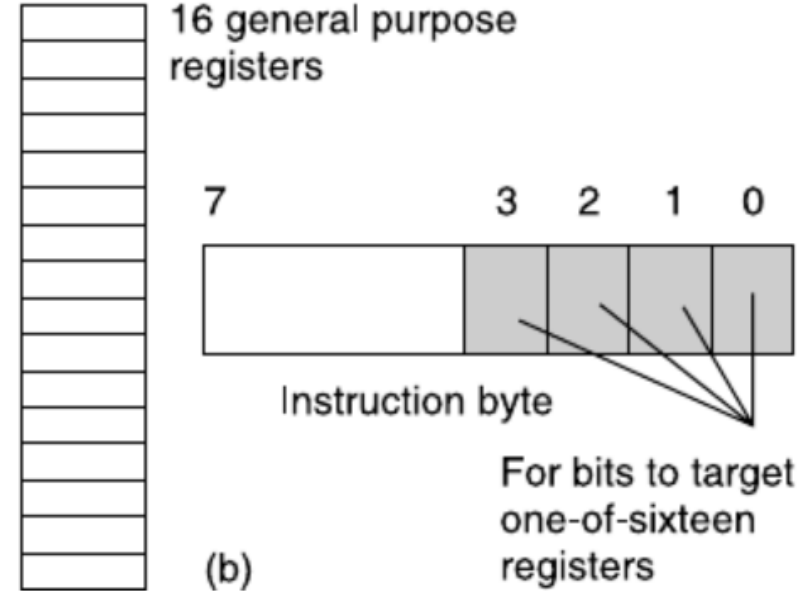 16 general purpose
registers
7 3 2 1 0
Instruction byte
For bits to target
one-of-sixteen
registers
(b)